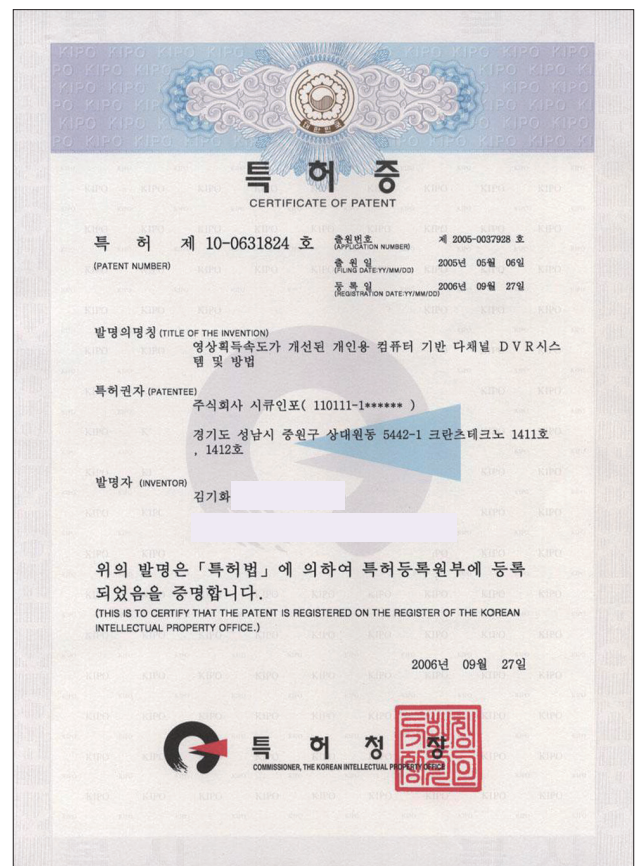 특허증
CERTIFICATE OF PATENT
특 허 제 10-0631824 호
(PATENT NUMBER)
출원번호 제 2005-0037928 호
(APPLICATION NUMBER)
출 원 일 2005년 05월 06일
(FILING DATE:YY/MM/DD)
등 록 일 2006년 09월 27일
(REGISTRATION DATE:YY/MM/DD)
발명의명칭 (TITLE OF THE INVENTION)
영상획득속도가 개선된 개인용 컴퓨터 기반 다채널 DVR시스
템 및 방법
특허권자 (PATENTEE)
주식회사 시큐인포( 110111-1****** )
경기도 성남시 중원구 상대원동 5442-1 크란츠테크노 1411호
, 1412호
발명자 (INVENTOR)
김기화
위의 발명은「특허법」에 의하여 특허등록원부에 등록
되었음을 증명합니다.
(THIS IS TO CERTIFY THAT THE PATENT IS REGISTERED ON THE REGISTER OF THE KOREAN
INTELLECTUAL PROPERTY OFFICE.)
2006년 09월 27일
특 허 청 장
COMMISSIONER, THE KOREAN INTELLECTUAL PROPERTY OFFICE